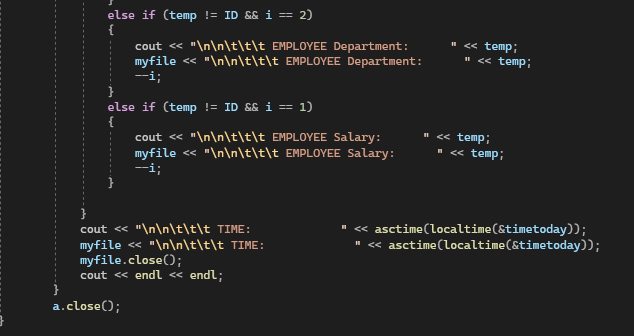 }
else if (temp != ID && i == 2)
{
cout << "\n\n\t\t\t EMPLOYEE Department:      " << temp;
myfile << "\n\n\t\t\t EMPLOYEE Department:      " << temp;
--i;
}
else if (temp != ID && i == 1)
{
cout << "\n\n\t\t\t EMPLOYEE Salary:      " << temp;
myfile << "\n\n\t\t\t EMPLOYEE Salary:      " << temp;
--i;
}
}
cout << "\n\n\t\t\t TIME:             " << asctime(localtime(&timetoday));
myfile << "\n\n\t\t\t TIME:             " << asctime(localtime(&timetoday));
myfile.close();
cout << endl << endl;
}
a.close();
}